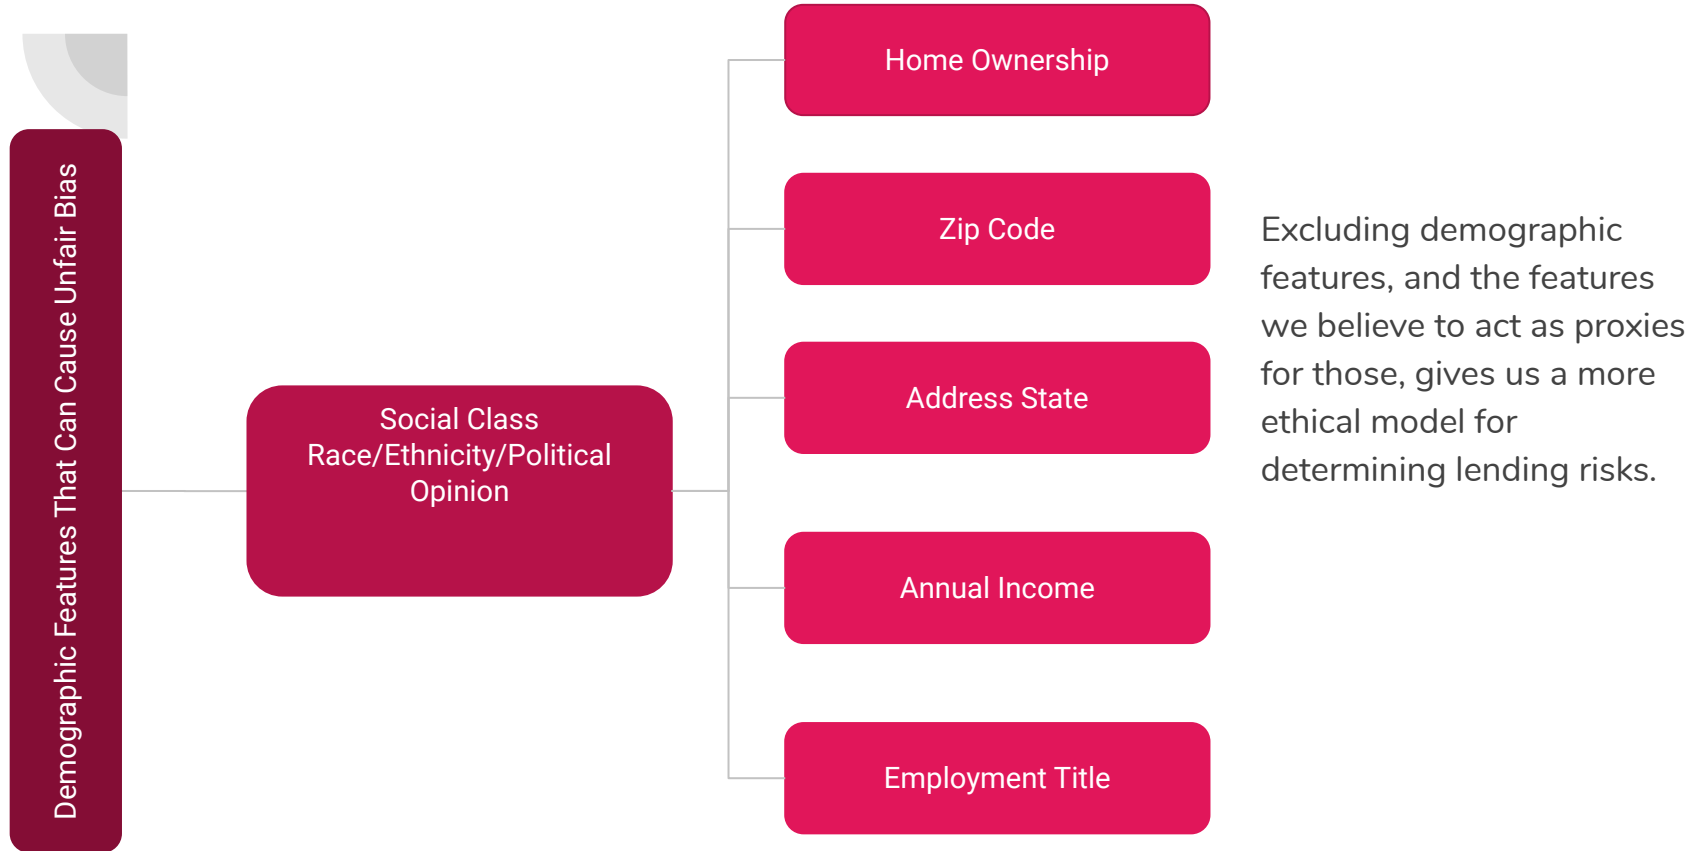 Demographic Features That Can Cause Unfair Bias
Social Class
Race/Ethnicity/Political
Opinion
Home Ownership
Zip Code
Address State
Annual Income
Employment Title
Excluding demographic
features, and the features
we believe to act as proxies
for those, gives us a more
ethical model for
determining lending risks.